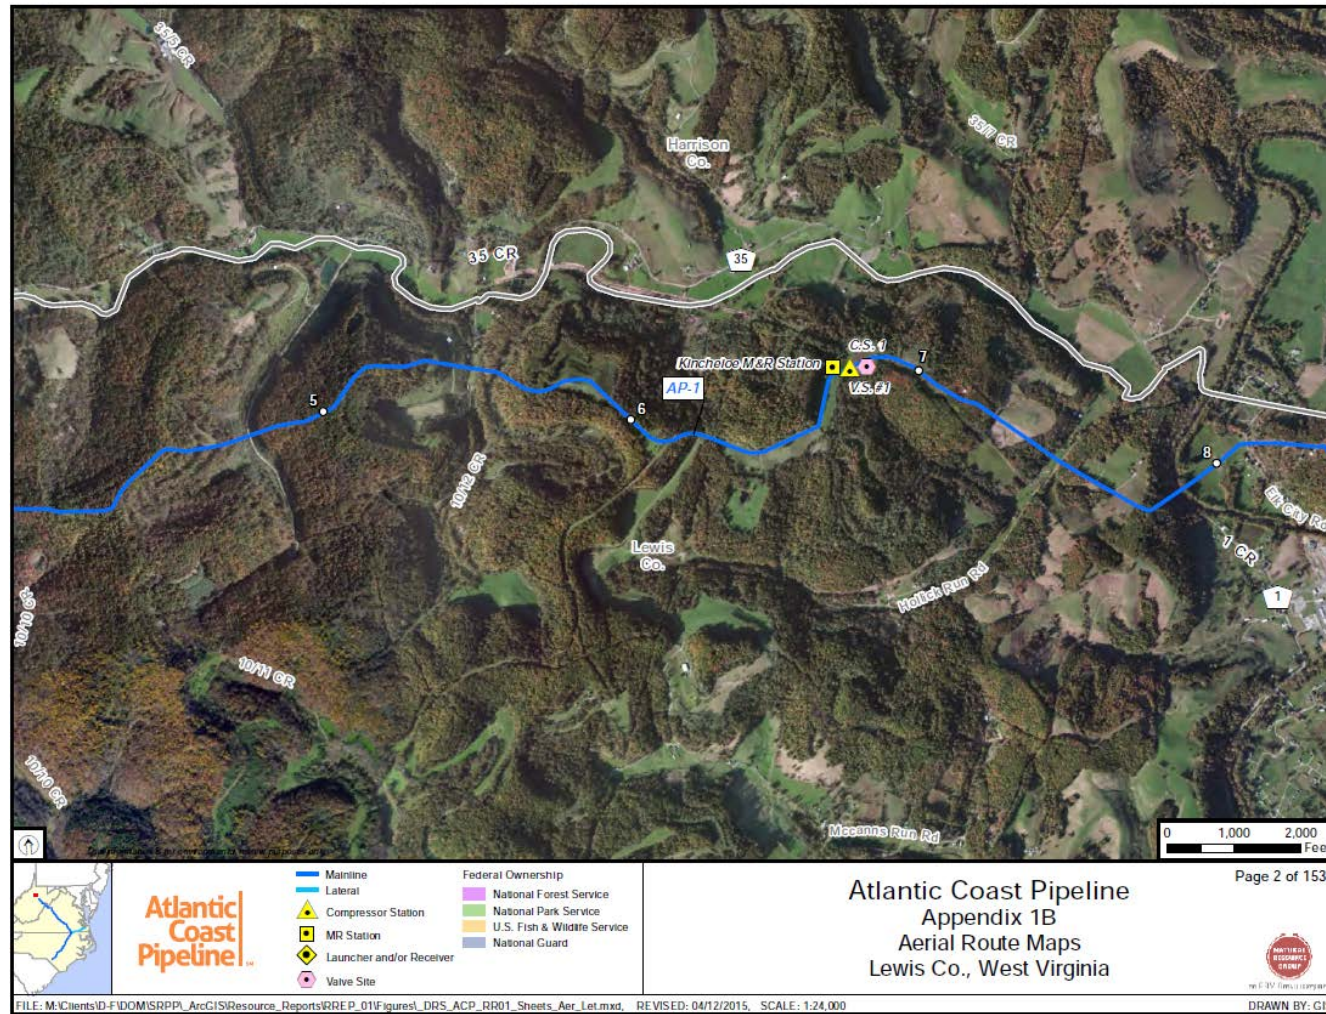 35/5 CR
Harrison
Co.
35/7 CR
35 CR
35
C.S. 1
Kincheloe M&R Station
V.S. #1
7
AP-1
5
6
8
10/12 CR
Elk City Rd
Lewis
Co.
1 CR
Hollick Run Rd
1
10/10 CR
10/11 CR
10/10 CR
Mccanns Run Rd
0 1,000 2,000
Fee
Atlantic
Coast
Pipeline
Mainline
Lateral
Compressor Station
MR Station
Launcher and/or Receiver
Valve Site
Federal Ownership
National Forest Service
National Park Service
U.S. Fish & Wildlife Service
National Guard
Atlantic Coast Pipeline
Appendix 1B
Aerial Route Maps
Lewis Co., West Virginia
Page 2 of 153
NATURAL
RESOURCE
GROUP
FILE: M:\Clients\D-F\DOM\SRPP\_ArcGIS\Resource_Reports\RREP_01\Figures\_DRS_ACP_RR01_Sheets_Aer_Let.mxd, REVISED: 04/12/2015, SCALE: 1:24,000
DRAWN BY: GI